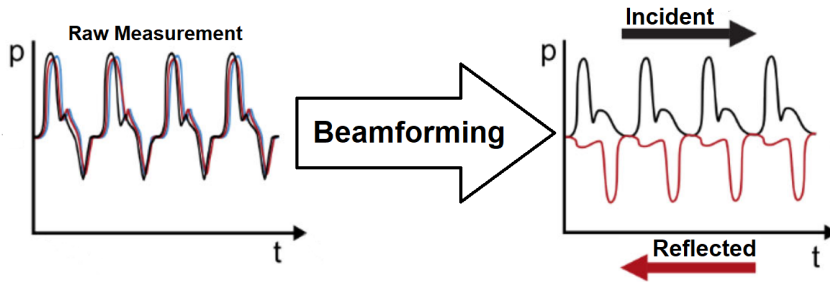 Raw Measurement
p
t
Beamforming
Incident
p
t
Reflected